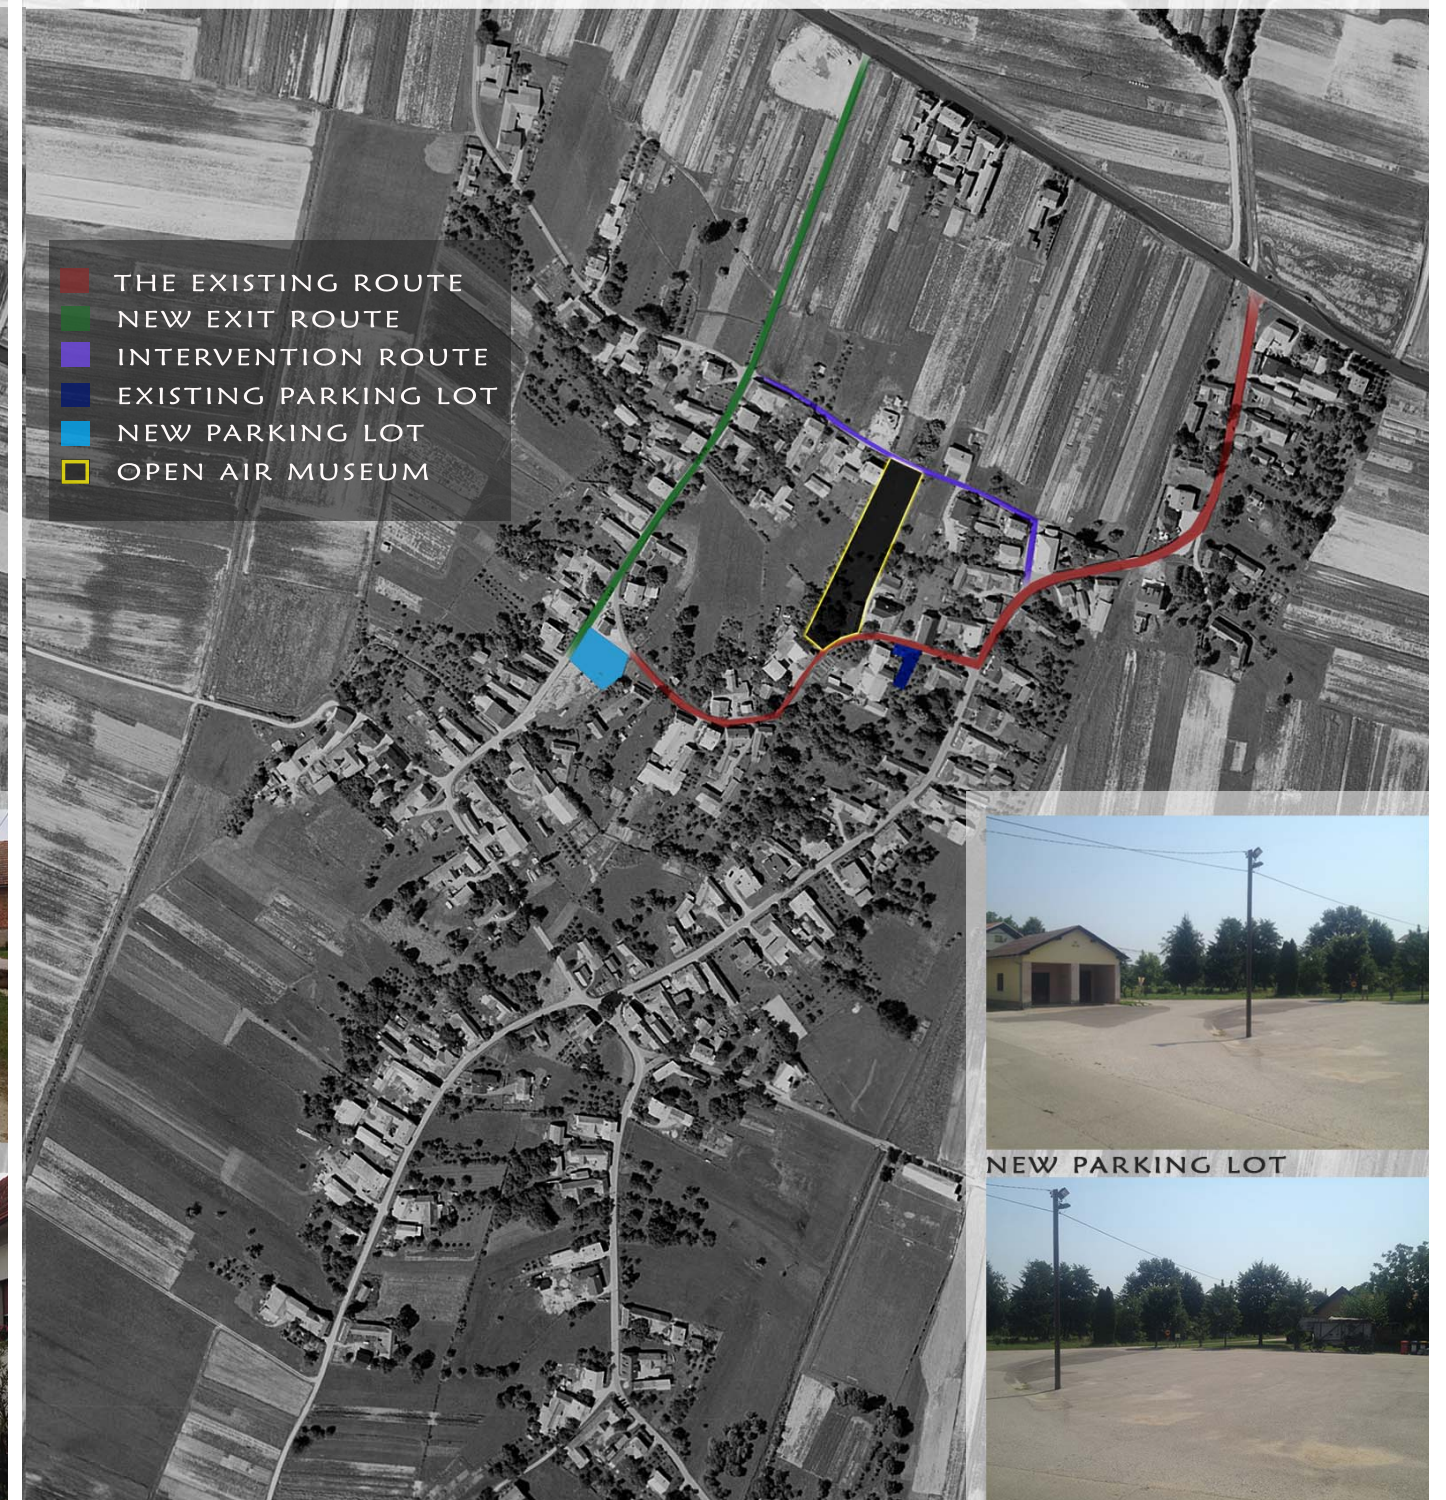 THE EXISTING ROUTE
NEW EXIT ROUTE
INTERVENTION ROUTE
EXISTING PARKING LOT
NEW PARKING LOT
OPEN AIR MUSEUM
NEW PARKING LOT